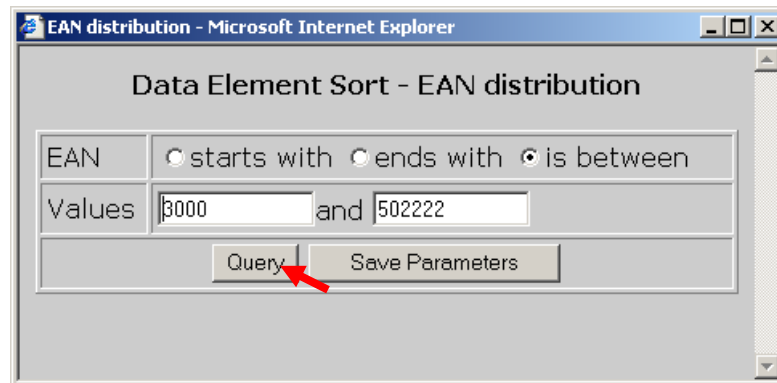 EAN distribution - Microsoft Internet Explorer
Data Element Sort - EAN distribution
EAN starts with ends with is between
Values 3000 and 502222
Query Save Parameters